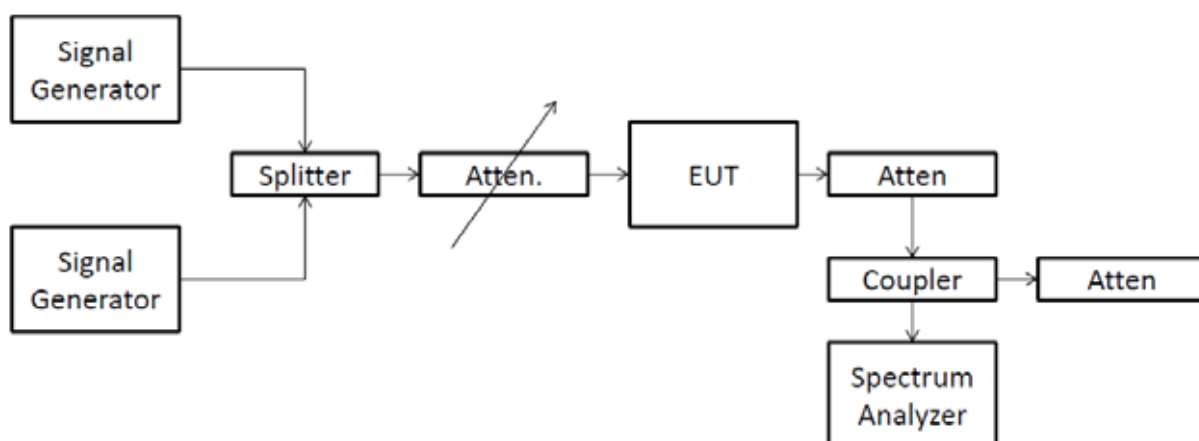 Signal
Generator
Splitter
Atten.
EUT
Atten
Signal
Generator
Coupler
Atten
Spectrum
Analyzer